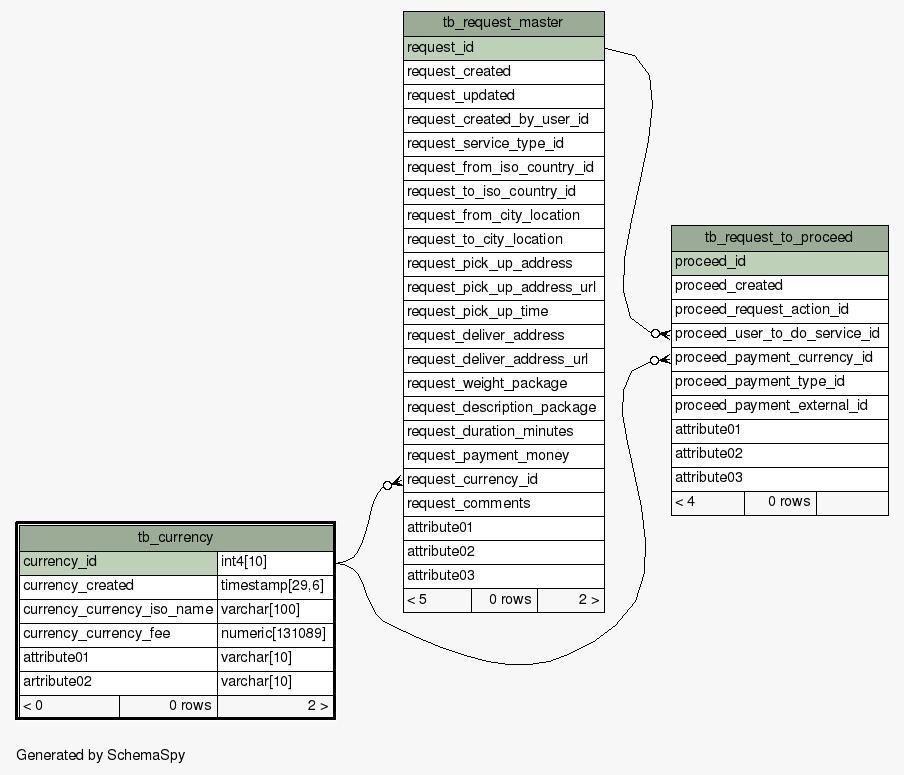 tb_request_master
request_id
request_created
request_updated
request_created_by_user_id
request_service_type_id
request_from_iso_country_id
request_to_iso_country_id
request_from_city_location
request_to_city_location
request_pick_up_address
request_pick_up_address_url
request_pick_up_time
request_deliver_address
request_deliver_address_url
request_weight_package
request_description_package
request_duration_minutes
request_payment_money
request_currency_id
request_comments
attribute01
attribute02
attribute03
< 5 0 rows 2 >
tb_request_to_proceed
proceed_id
proceed_created
proceed_request_action_id
proceed_user_to_do_service_id
proceed_payment_currency_id
proceed_payment_type_id
proceed_payment_external_id
attribute01
attribute02
attribute03
< 4 0 rows
tb_currency
currency_id int4[10]
currency_created timestamp[29,6]
currency_currency_iso_name varchar[100]
currency_currency_fee numeric[131089]
attribute01 varchar[10]
artribute02 varchar[10]
< 0 0 rows 2 >
Generated by SchemaSpy